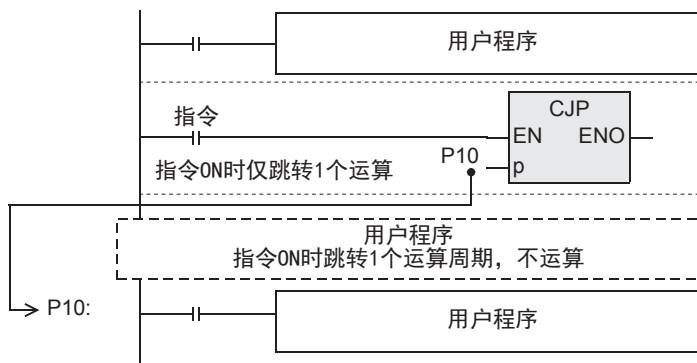 用户程序
指令
CJP
EN ENO
P10
p
指令ON时仅跳转1个运算
用户程序
指令ON时跳转1个运算周期，不运算
P10:
用户程序